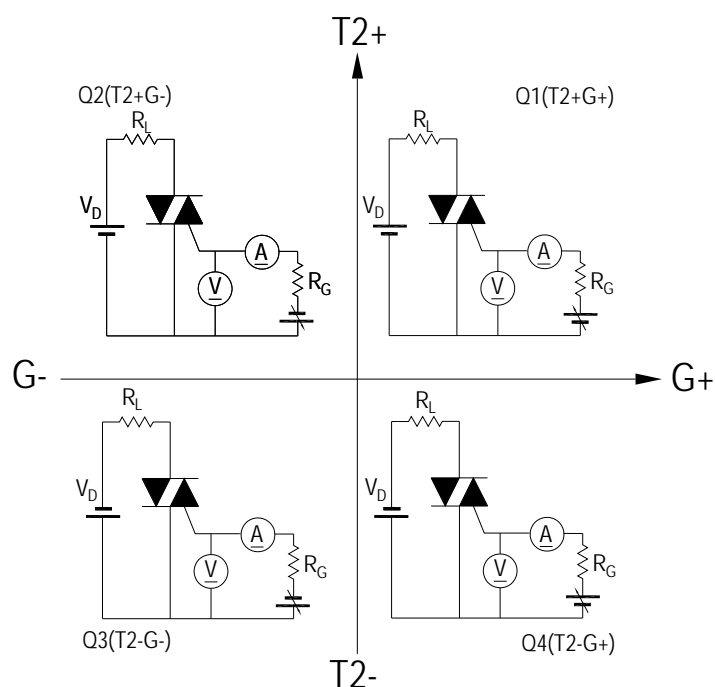 T2+
Q2(T2+G-)
RL
VD
A
V
RG
Q1(T2+G+)
RL
VD
A
V
RG
G-
G+
RL
VD
A
V
RG
Q3(T2-G-)
RL
VD
A
V
RG
Q4(T2-G+)
T2-